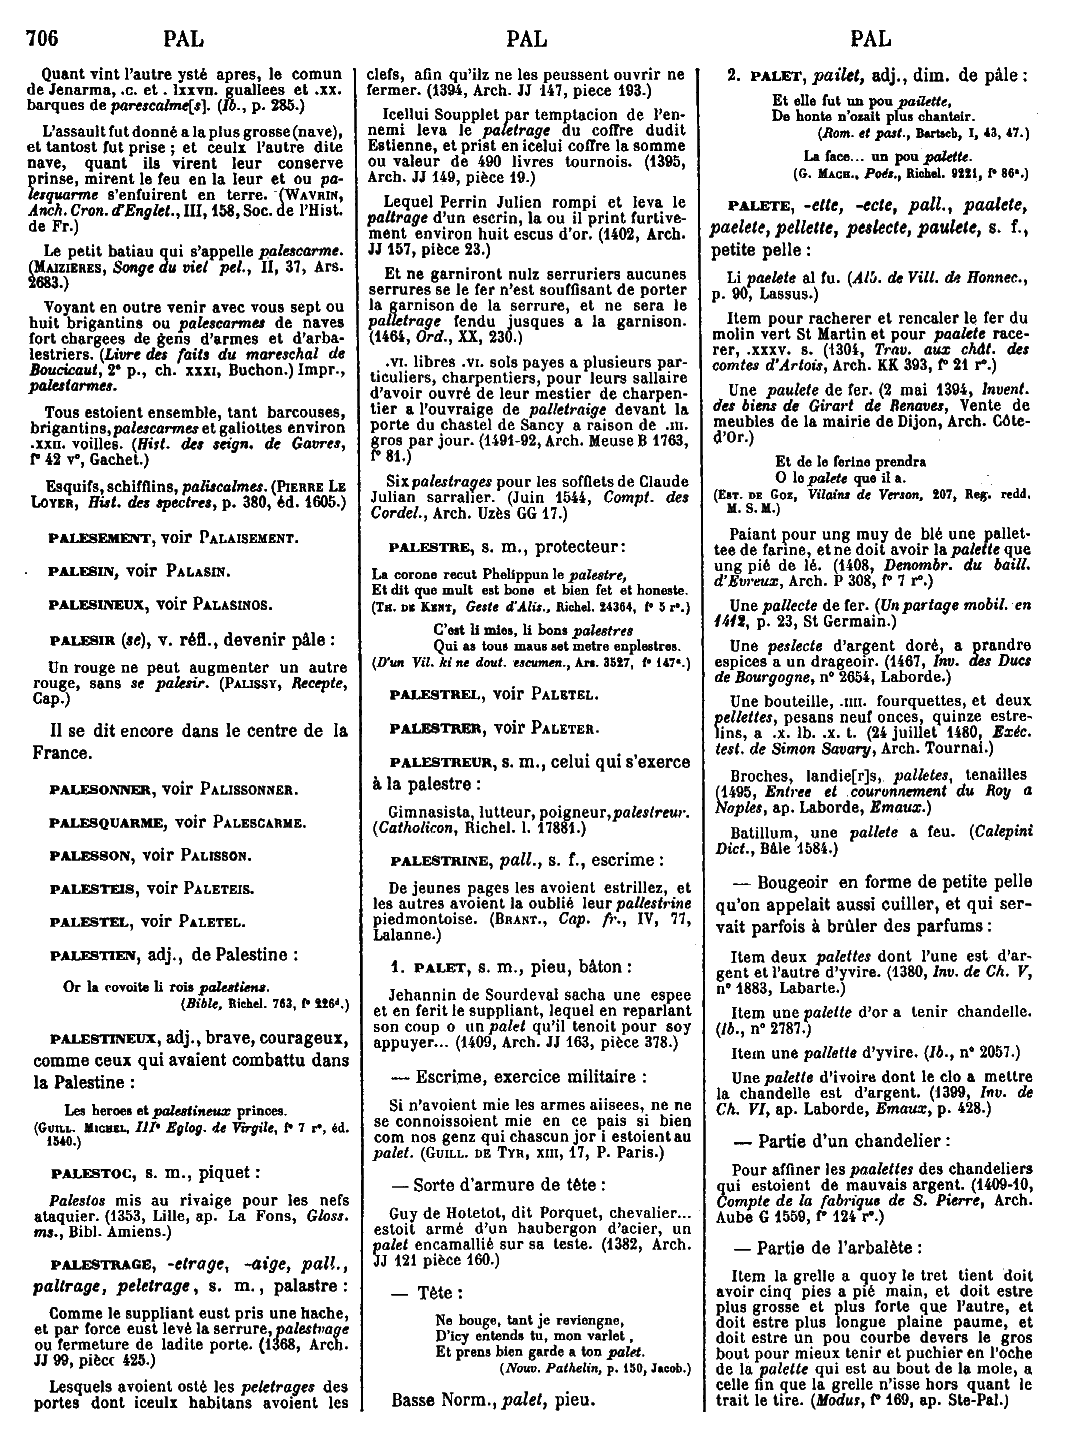 706 PAL PAL PAL
Quant vint l'autre ysté apres, le comun
de Jenarma, .c. et . lxxvii. guallees et .xx.
barques de parescalme[s]. (Ib., p. 285.)
L'assault fut donné a la plus grosse (nave),
et tantost fut prise ; et ceulx l'autre dite
nave, quant ils virent leur conserve
prinse, mirent le feu en la leur et ou pa-
lesquarme s'enfuirent en terre. (WAVRIN,
Anch. Cron. d'Englet., III, 158, Soc. de l'Hist.
de Fr.)
Le petit batiau qui s'appelle palescarme.
(MAIZIERES, Songe du viel pel., II, 37, Ars.
2683.)
Voyant en outre venir avec vous sept ou
huit brigantins ou palescarmes de naves
fort chargees de gens d'armes et d'arba-
lestriers. (Livre des faits du mareschal de
Boucicaut, 2e p., ch. XXXI, Buchon.) Impr.,
palestarmes.
Tous estoient ensemble, tant barcouses,
brigantins, palescarmes et galiottes environ
.XXII. voilles. (Hist. des seign. de Gavres,
f° 42 v°, Gachet.)
Esquifs, schifflins, paliscalmes. (PIERRE LE
LOYER, Hist. des spectres, p. 380, éd. 1605.)
PALESEMENT, voir PALAISEMENT.
PALESIN, voir PALASIN.
PALESINEUX, voir PALASINOS.
PALESIR (se), v. réfl., devenir pâle :
Un rouge ne peut augmenter un autre
rouge, sans se palesir. (PALISSY, Recepte,
Cap.)
Il se dit encore dans le centre de la
France.
PALESONNER, voir PALISSONNER.
PALESQUARME, voir PALESCARME.
PALESSON, voir PALISSON.
PALESTEIS, voir PALETEIS.
PALESTEL, voir PALETEL.
PALESTIEN, adj., de Palestine :
Or la covoite li rois palestiens.
(Bible, Richel. 763, f° 226d.)
PALESTINEUX, adj., brave, courageux,
comme ceux qui avaient combattu dans
la Palestine :
Les heroes et palestineux princes.
(GUILL. MICHEL, IIIe Eglog. de Virgile, f° 7 r°, éd.
1540.)
PALESTOC, s. m., piquet :
Palestos mis au rivaige pour les nefs
ataquier. (1353, Lille, ap. La Fons, Gloss.
ms., Bibl. Amiens.)
PALESTRAGE, -etrage, -aige, pall.,
paltrage, peletrage, s. m., palastre :
Comme le suppliant eust pris une hache,
et par force eust levé la serrure, palestrage
ou fermeture de ladite porte. (1368, Arch.
JJ 99, pièce 425.)
Lesquels avoient osté les peletrages des
portes dont iceulx habitans avoient les
clefs, afin qu'ilz ne les peussent ouvrir ne
fermer. (1394, Arch. JJ 147, piece 193.)
Icellui Soupplet par temptacion de l'en-
nemi leva le paletrage du coffre dudit
Estienne, et prist en icelui coffre la somme
ou valeur de 490 livres tournois. (1395,
Arch. JJ 149, pièce 19.)
Lequel Perrin Julien rompi et leva le
paltrage d'un escrin, la ou il print furtive-
ment environ huit escus d'or. (1402, Arch.
JJ 157, pièce 23.)
Et ne garniront nulz serruriers aucunes
serrures se le fer n'est souffisant de porter
la garnison de la serrure, et ne sera le
palletrage fendu jusques a la garnison.
(1464, Ord., XX, 230.)
.VI. libres .VI. sols payes a plusieurs par-
ticuliers, charpentiers, pour leurs sallaire
d'avoir ouvré de leur mestier de charpen-
tier a l'ouvraige de palletraige devant la
porte du chastel de Sancy a raison de .III.
gros par jour. (1491-92, Arch. Meuse B 1763,
f° 81.)
Six palestrages pour les sofflets de Claude
Julian sarralier. (Juin 1544, Compt. des
Cordel., Arch. Uzès GG 17.)
PALESTRE, s. m., protecteur :
La corone recut Phelippun le palestre,
Et dit que mult est bone et bien fet et honeste.
(TH. DE KENT, Geste d'Alis., Richel. 24364, f° 5 r°.)
C'est li mies, li bons palestres
Qui as tous maus set metre enplestres.
(D'un Vil. ki ne dout. escumen., Ars. 3527, f° 147a.)
PALESTREL, voir PALETEL.
PALESTRER, voir PALETER.
PALESTREUR, s. m., celui qui s'exerce
à la palestre :
Gimnasista, lutteur, poigneur, palestreur.
(Catholicon, Richel. l. 17881.)
PALESTRINE, pall., s. f., escrime :
De jeunes pages les avoient estrillez, et
les autres avoient la oublié leur pallestrine
piedmontoise. (BRANT., Cap. fr., IV, 77,
Lalanne.)
1. PALET, s. m., pieu, bâton :
Jehannin de Sourdeval sacha une espee
et en ferit le suppliant, lequel en reparlant
son coup o un palet qu'il tenoit pour soy
appuyer... (1409, Arch. JJ 163, pièce 378.)
— Escrime, exercice militaire :
Si n'avoient mie les armes aiisees, ne ne
se connoissoient mie en ce pais si bien
com nos genz qui chascun jor i estoient au
palet. (GUILL. DE TYR, XIII, 17, P. Paris.)
— Sorte d'armure de tête :
Guy de Hotetot, dit Porquet, chevalier...
estoit armé d'un haubergon d'acier, un
palet encamallié sur sa teste. (1382, Arch.
JJ 121 pièce 160.)
— Tête :
Ne bouge, tant je reviengne,
D'icy entends tu, mon varlet,
Et prens bien garde a ton palet.
(Nouv. Pathelin, p. 150, Jacob.)
Basse Norm., palet, pieu.
2. PALET, pailet, adj., dim. de pâle :
Et elle fut un pou pailette,
De honte n'ozait plus chanteir.
(Rom. et past., Bartsch, I, 43, 47.)
La face... un pou palette.
(G. MACH., Poés., Richel. 9221, f° 86a.)
PALETE, -ette, -ecte, pall., paalete,
paelete, pellette, peslecte, paulete, s. f.,
petite pelle :
Li paelete al fu. (Alb. de Vill. de Honnec.,
p. 90, Lassus.)
Item pour racherer et rencaler le fer du
molin vert St Martin et pour paalete race-
rer, .XXXV. s. (1304, Trav. aux chât. des
comtes d'Artois, Arch. KK 393, f° 21 r°.)
Une paulete de fer. (2 mai 1394, Invent.
des biens de Girart de Renaves, Vente de
meubles de la mairie de Dijon, Arch. Côte-
d'Or.)
Et de le ferine prendra
O lo palete que il a.
(EST. DE GOZ, Vilains de Verson, 207, Reg. redd.
M. S. M.)
Paiant pour ung muy de blé une pallet-
tee de farine, et ne doit avoir la palette que
ung pié de lé. (1408, Denombr. du baill.
d'Evreux, Arch. P 308, f° 7 r°.)
Une pallecte de fer. (Un partage mobil. en
1412, p. 23, St Germain.)
Une peslecte d'argent doré, a prandre
espices a un drageoir. (1467, Inv. des Ducs
de Bourgogne, n° 2654, Laborde.)
Une bouteille, .IIII. fourquettes, et deux
pellettes, pesans neuf onces, quinze estre-
lins, a .x. lb. .x. t. (24 juillet 1480, Exéc.
test. de Simon Savary, Arch. Tournai.)
Broches, landie[r]s, palletes, tenailles
(1495, Entree et couronnement du Roy a
Naples, ap. Laborde, Emaux.)
Batillum, une pallete a feu. (Calepini
Dict., Bâle 1584.)
— Bougeoir en forme de petite pelle
qu'on appelait aussi cuiller, et qui ser-
vait parfois à brûler des parfums :
Item deux palettes dont l'une est d'ar-
gent et l'autre d'yvire. (1380, Inv. de Ch. V,
n° 1883, Labarte.)
Item une palette d'or a tenir chandelle.
(Ib., n° 2787.)
Item une pallette d'yvire. (Ib., n° 2057.)
Une palette d'ivoire dont le clo a mettre
la chandelle est d'argent. (1399, Inv. de
Ch. VI, ap. Laborde, Emaux, p. 428.)
— Partie d'un chandelier :
Pour affiner les paalettes des chandeliers
qui estoient de mauvais argent. (1409-10,
Compte de la fabrique de S. Pierre, Arch.
Aube G 1559, f° 124 r°.)
— Partie de l'arbalète :
Item la grelle a quoy le tret tient doit
avoir cinq pies a pié main, et doit estre
plus grosse et plus forte que l'autre, et
doit estre plus longue plaine paume, et
doit estre un pou courbe devers le gros
bout pour mieux tenir et puchier en l'oche
de la palette qui est au bout de la mole, a
celle fin que la grelle n'isse hors quant le
trait le tire. (Modus, f° 169, ap. Ste-Pal.)